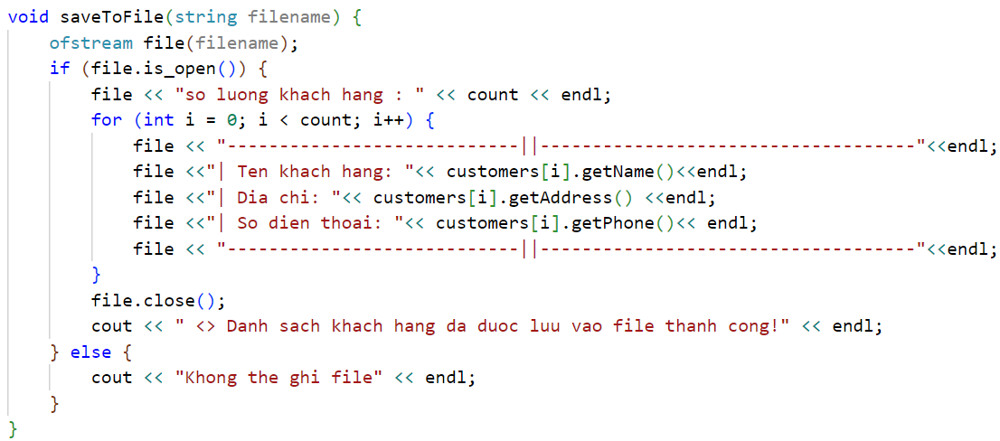 void saveToFile(string filename) {
    ofstream file(filename);
    if (file.is_open()) {
        file << "so luong khach hang : " << count << endl;
        for (int i = 0; i < count; i++) {
            file << "----------------------------||------------------------------------"<<endl;
            file <<"| Ten khach hang: "<< customers[i].getName()<<endl;
            file <<"| Dia chi: "<< customers[i].getAddress() <<endl;
            file <<"| So dien thoai: "<< customers[i].getPhone()<< endl;
            file << "----------------------------||------------------------------------"<<endl;
        }
        file.close();
        cout << " <> Danh sach khach hang da duoc luu vao file thanh cong!" << endl;
    } else {
        cout << "Khong the ghi file" << endl;
    }
}